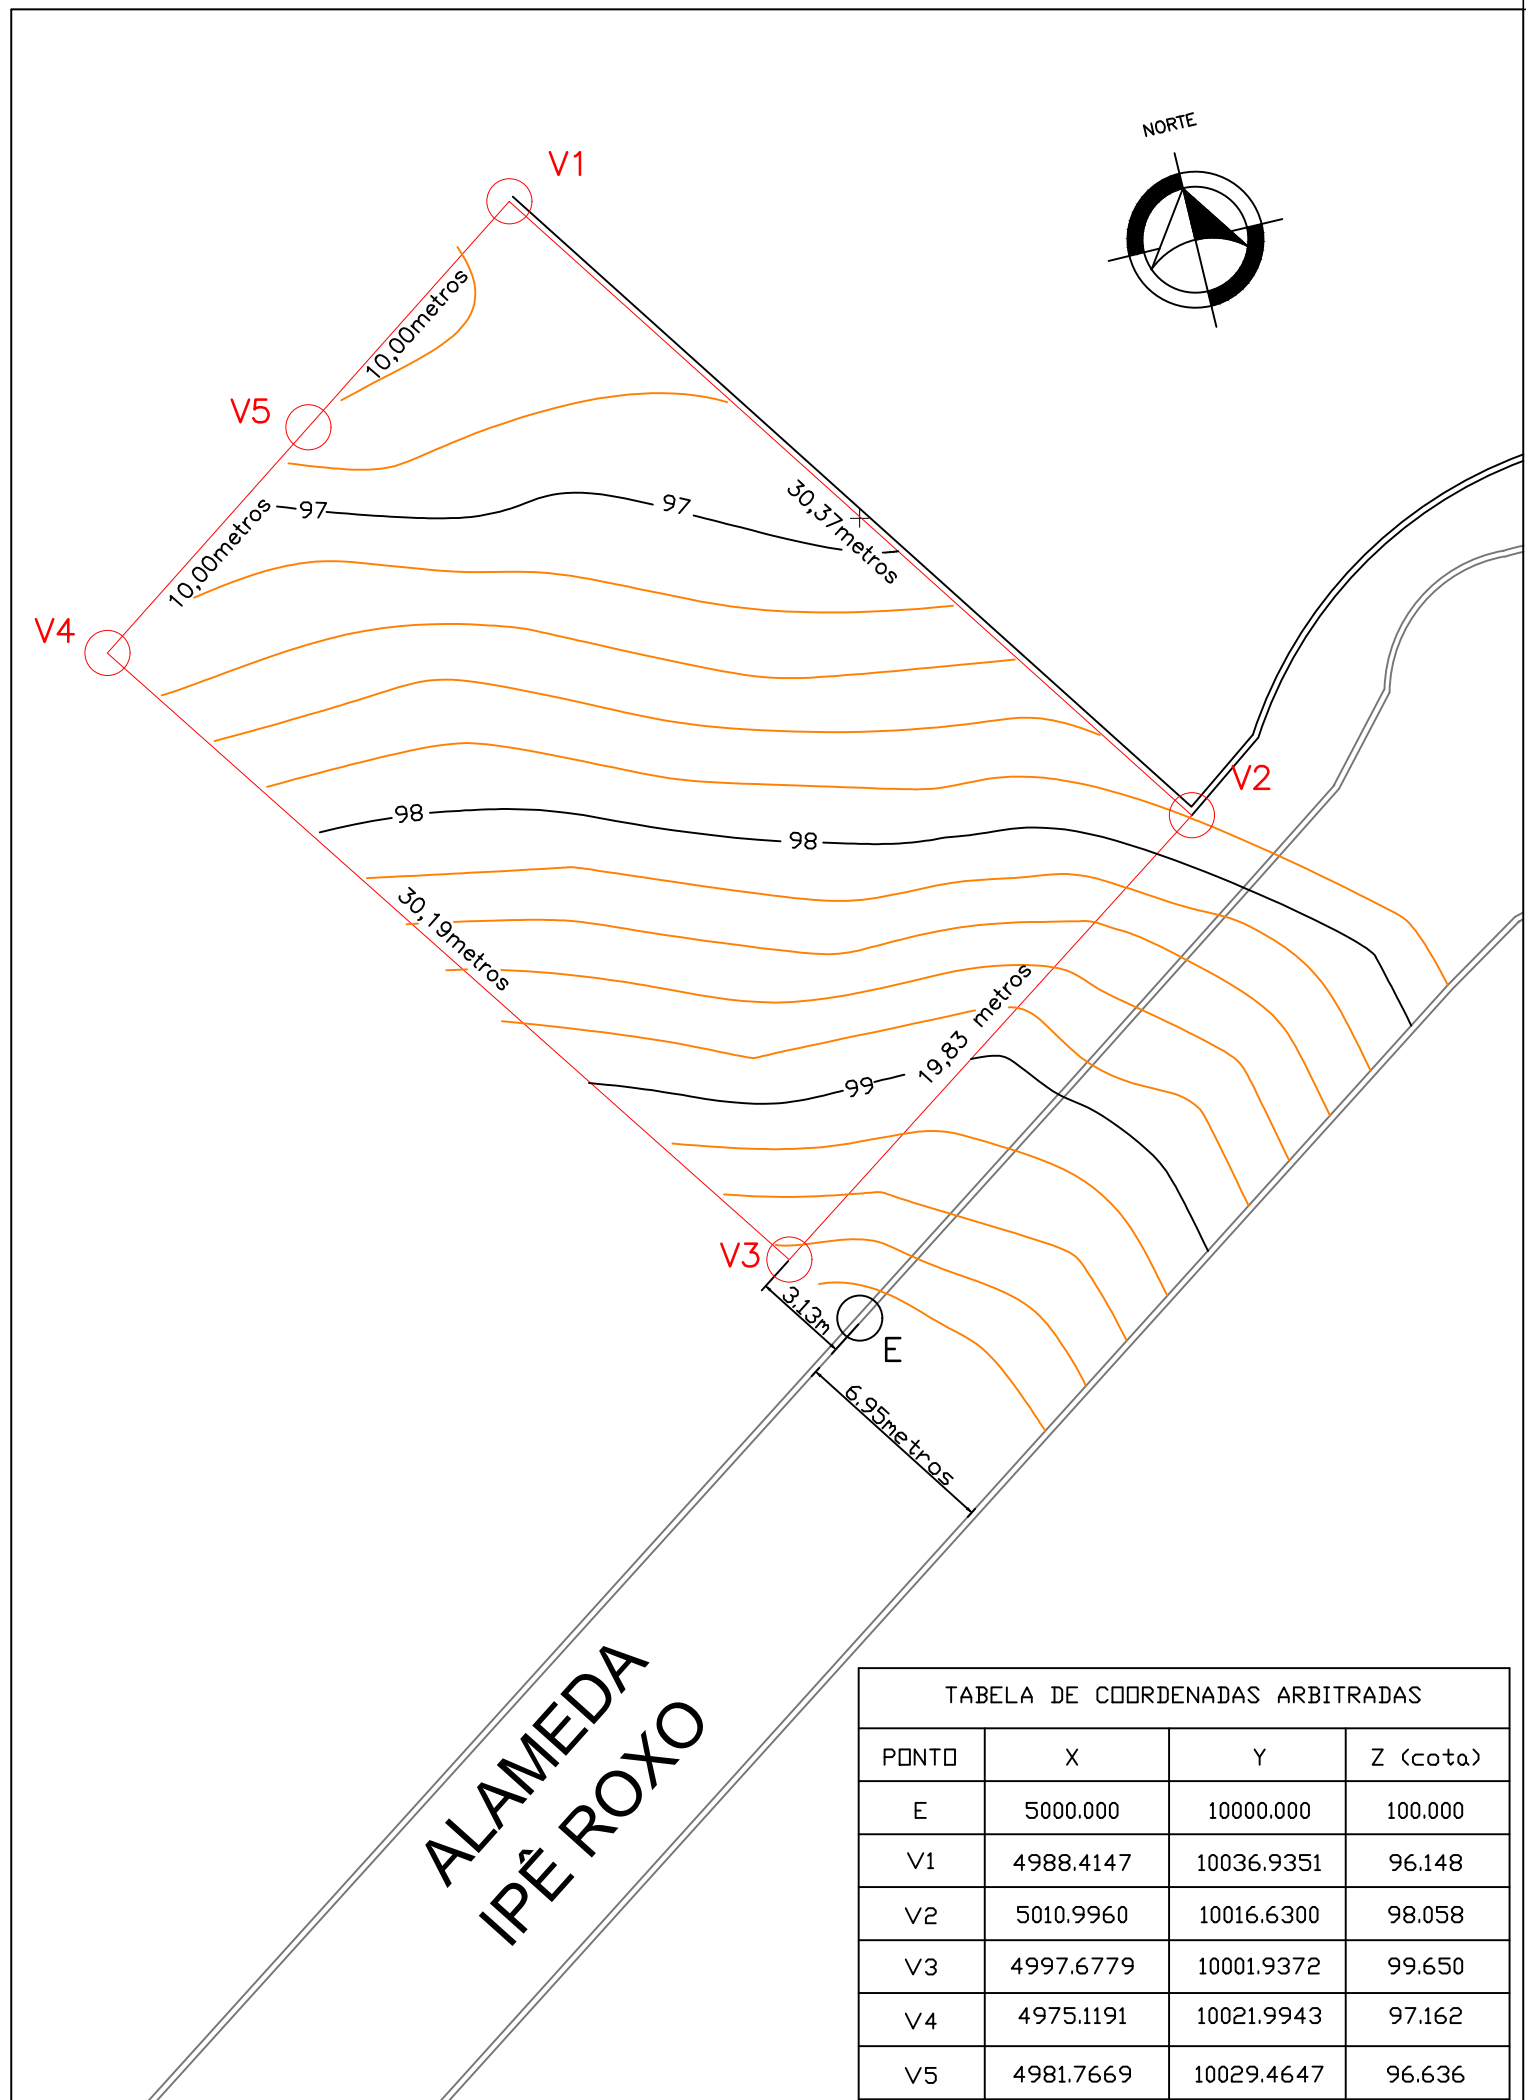 NORTE
V1
10,00metros
V5
97
97
30,37metros
10,00metros
V4
V2
98
98
30,19metros
19,83 metros
99
V3
3,13m
E
6,95metros
ALAMEDA
IPÊ ROXO
TABELA DE COORDENADAS ARBITRADAS
PONTO X Y Z (cota)
E 5000.000 10000.000 100.000
V1 4988.4147 10036.9351 96.148
V2 5010.9960 10016.6300 98.058
V3 4997.6779 10001.9372 99.650
V4 4975.1191 10021.9943 97.162
V5 4981.7669 10029.4647 96.636